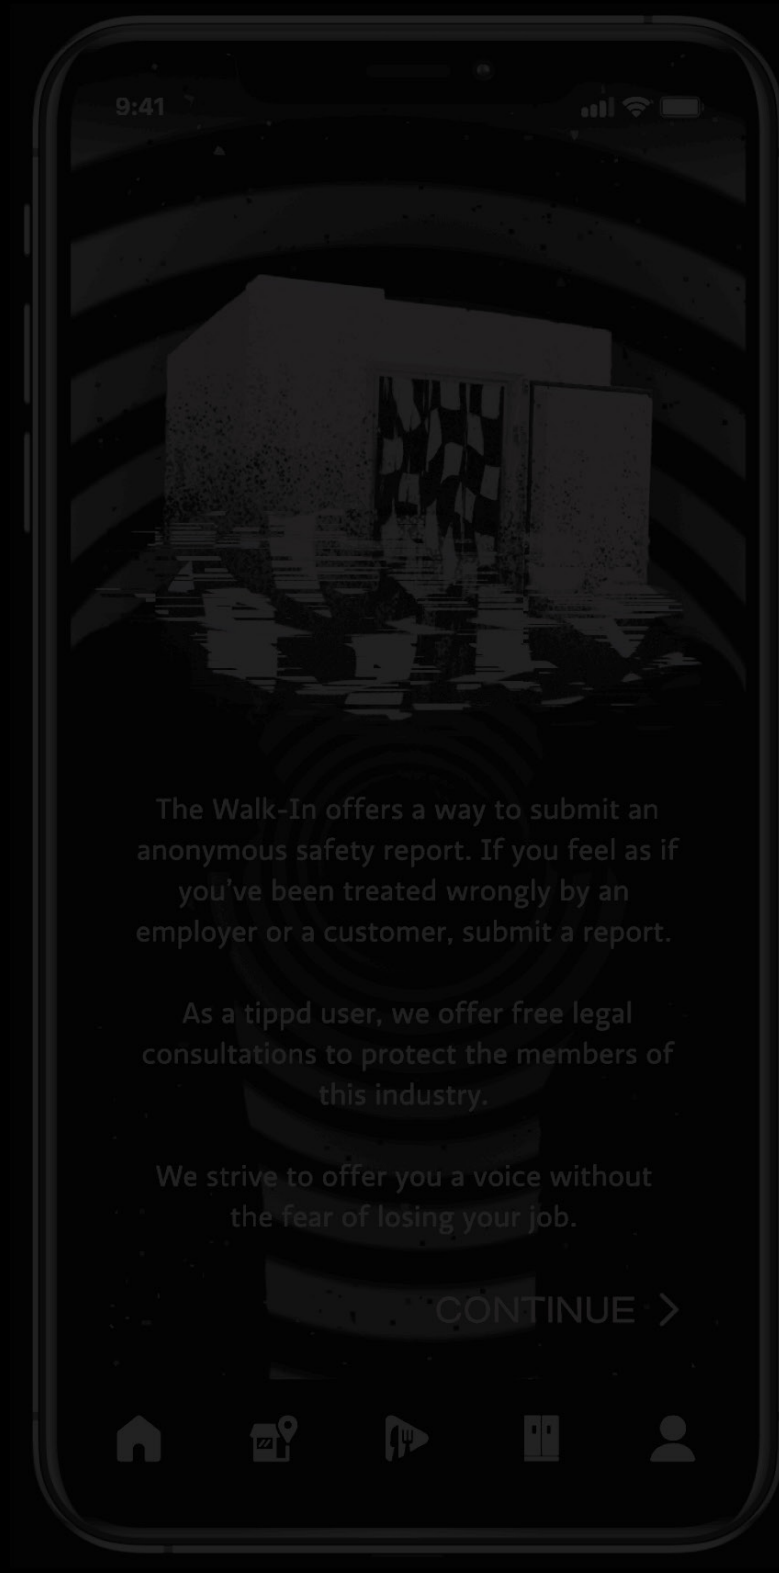 9:41
The Walk-In offers a way to submit an
anonymous safety report. If you feel as if
you've been treated wrongly by an
employer or a customer, submit a report.
As a tippd user, we offer free legal
consultations to protect the members of
this industry.
We strive to offer you a voice without
the fear of losing your job.
CONTINUE